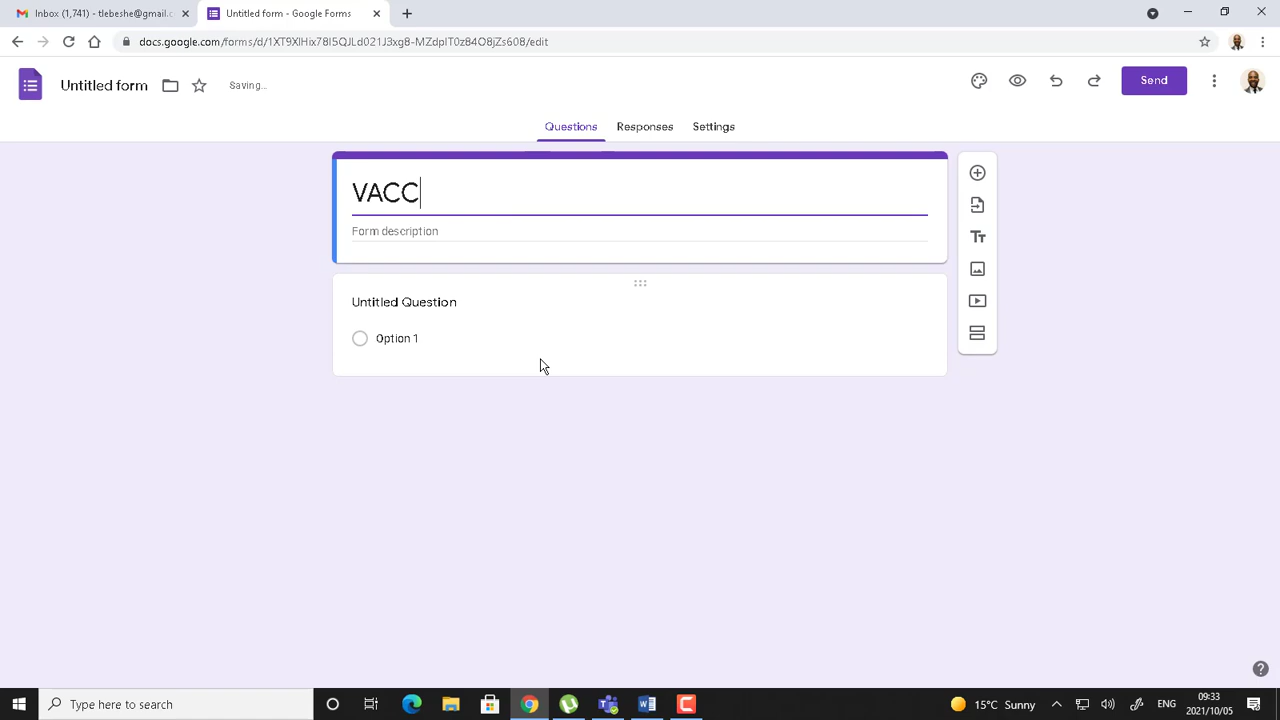 Inbox (1,741) - tlebeshe@gmail.c
Untitled form - Google Forms
docs.google.com/forms/d/1XT9XlHix78I5QJLd021J3xg8-MZdpIT0z84O8jZs608/edit
Untitled form
Saving...
Send
Questions
Responses
Settings
VACC
Form description
Untitled Question
Option 1
Type here to search
15°C Sunny
ENG
09:33
2021/10/05